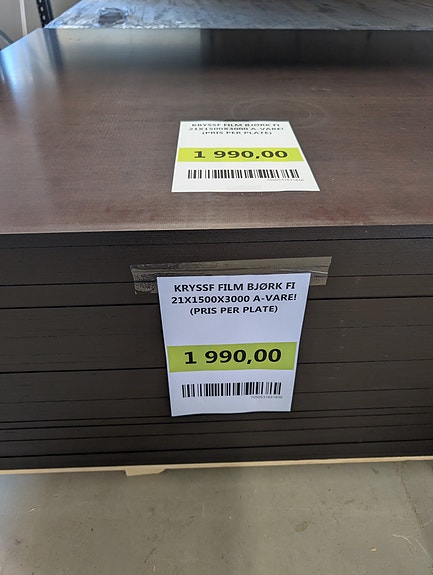 KRYSSF FILM BJØRK FI
21X1500X3000 A-VARE!
(PRIS PER PLATE)
1 990,00
KRYSSF FILM BJØRK FI
21X1500X3000 A-VARE!
(PRIS PER PLATE)
1 990,00